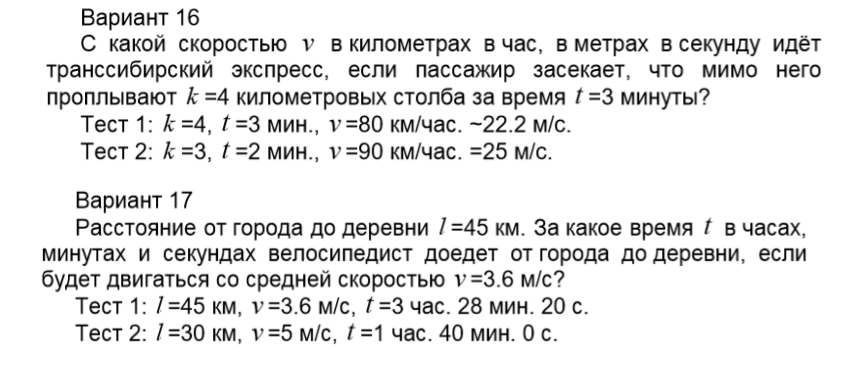 Вариант 16
С какой скоростью v в километрах в час, в метрах в секунду идёт
транссибирский экспресс, если пассажир засекает, что мимо него
проплывают k =4 километровых столба за время t =3 минуты?
Тест 1: k =4, t =3 мин., v =80 км/час. ~22.2 м/с.
Тест 2: k =3, t =2 мин., v =90 км/час. =25 м/с.
Вариант 17
Расстояние от города до деревни l =45 км. За какое время t в часах,
минутах и секундах велосипедист доедет от города до деревни, если
будет двигаться со средней скоростью v =3.6 м/с?
Тест 1: l =45 км, v =3.6 м/с, t =3 час. 28 мин. 20 с.
Тест 2: l =30 км, v =5 м/с, t =1 час. 40 мин. 0 с.